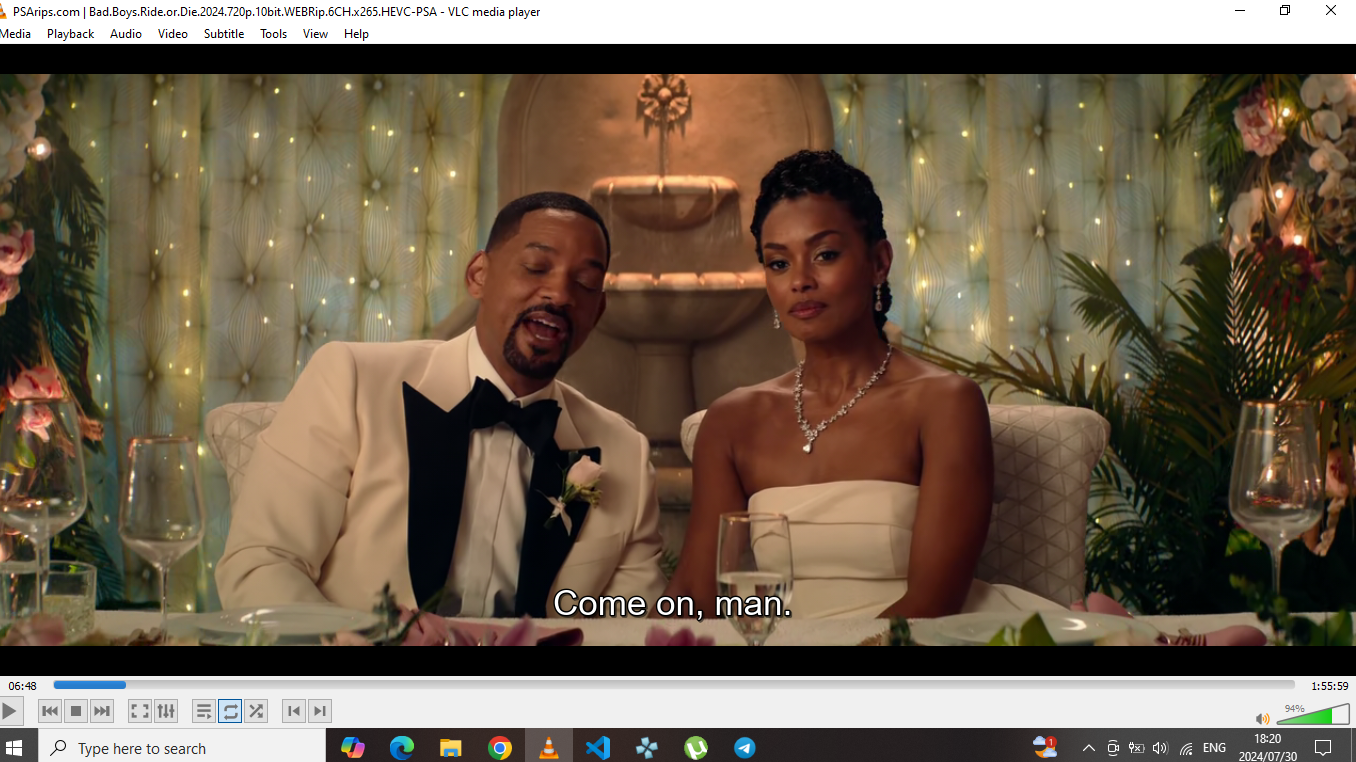 PSArips.com | Bad.Boys.Ride.or.Die.2024.720p.10bit.WEBRip.6CH.x265.HEVC-PSA - VLC media player
Media Playback Audio Video Subtitle Tools View Help
Come on, man.
06:48
1:55:59
94%
Type here to search
1
ENG
18:20
2024/07/30